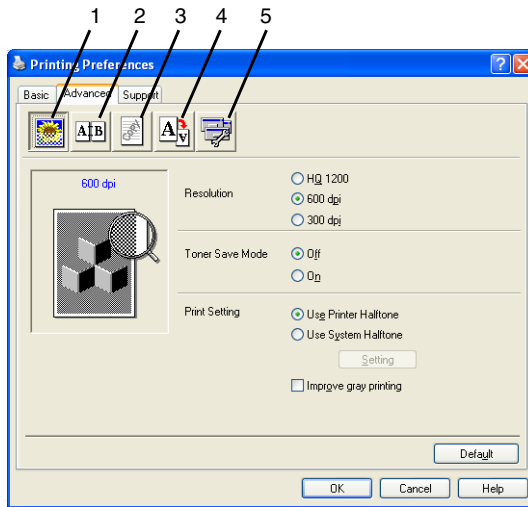 1 2 3 4 5
Printing Preferences
Basic Advanced Support
A B copy A A
600 dpi
Resolution
HQ 1200
600 dpi
300 dpi
Toner Save Mode
Off
On
Print Setting
Use Printer Halftone
Use System Halftone
Setting
Improve gray printing
Default
OK Cancel Help